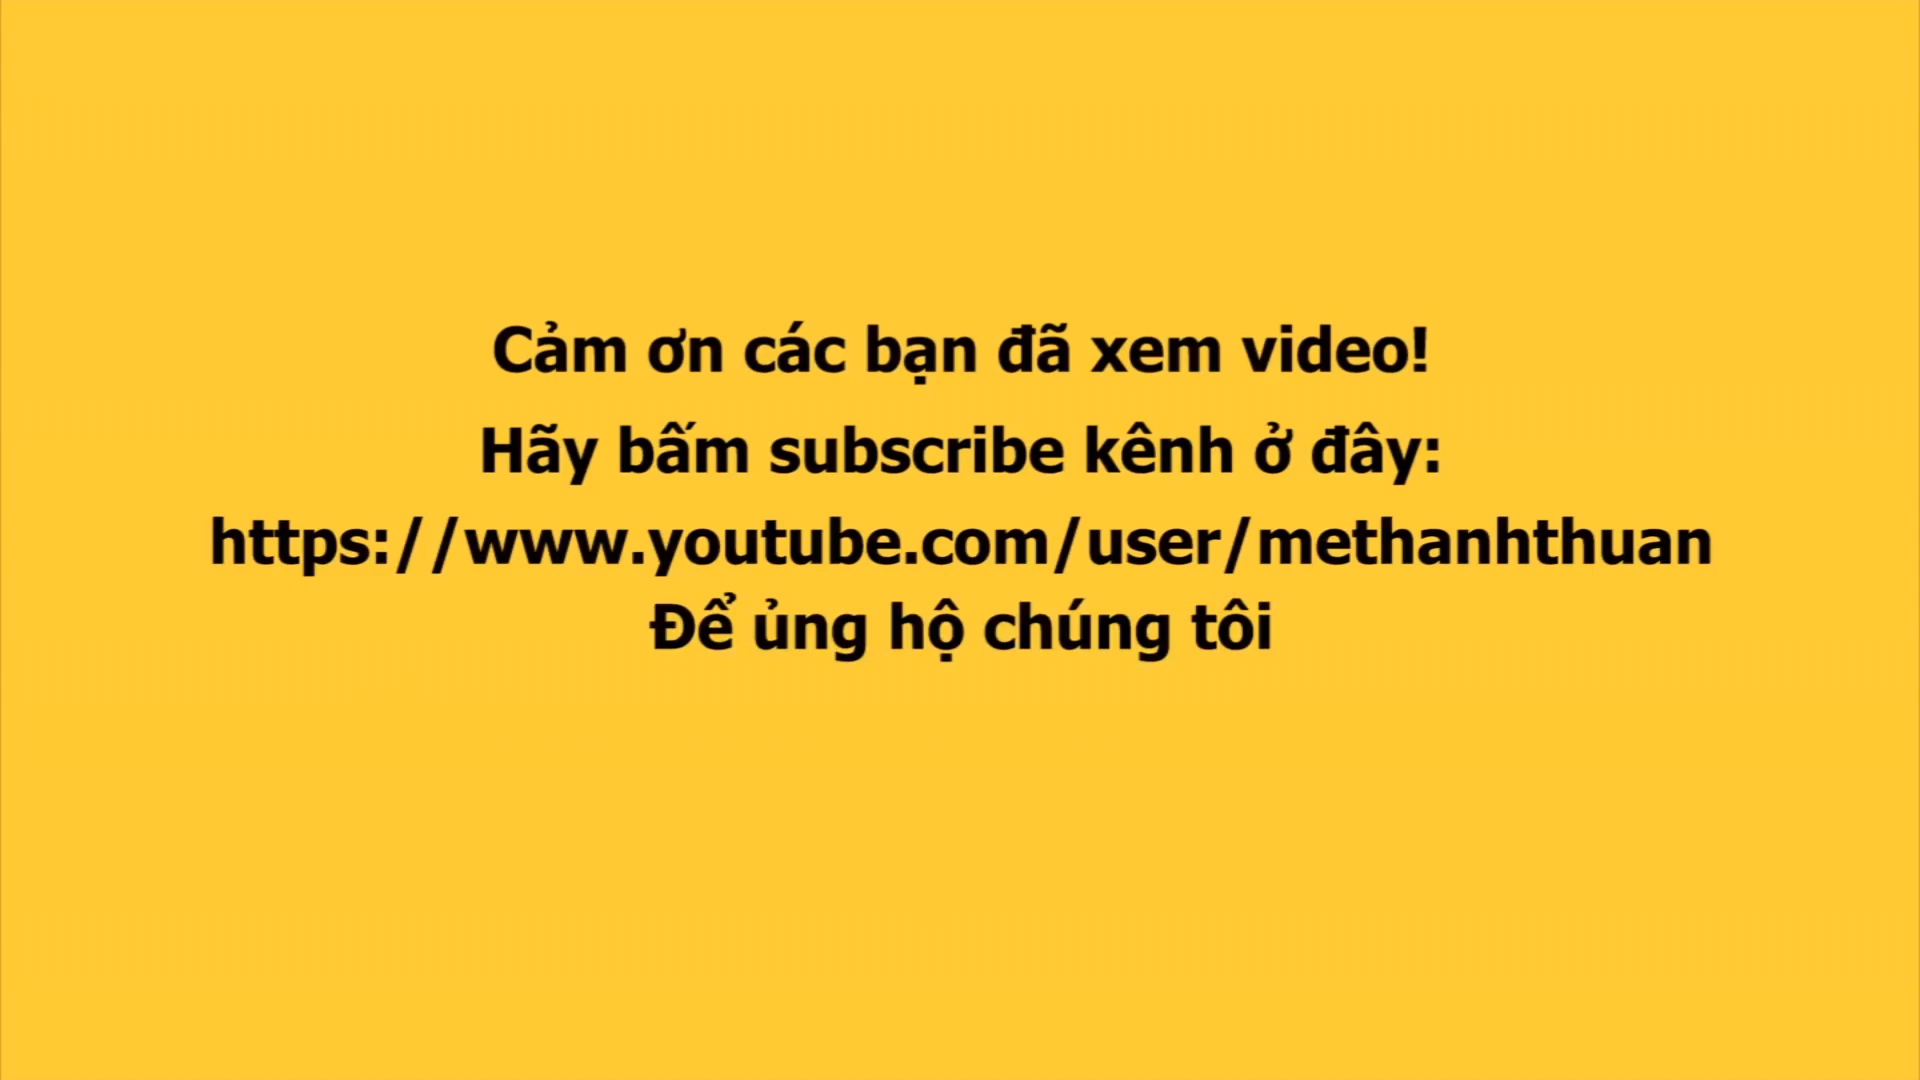 Cảm ơn các bạn đã xem video!
Hãy bấm subscribe kênh ở đây:
https://www.youtube.com/user/methanhthuan
Để ủng hộ chúng tôi